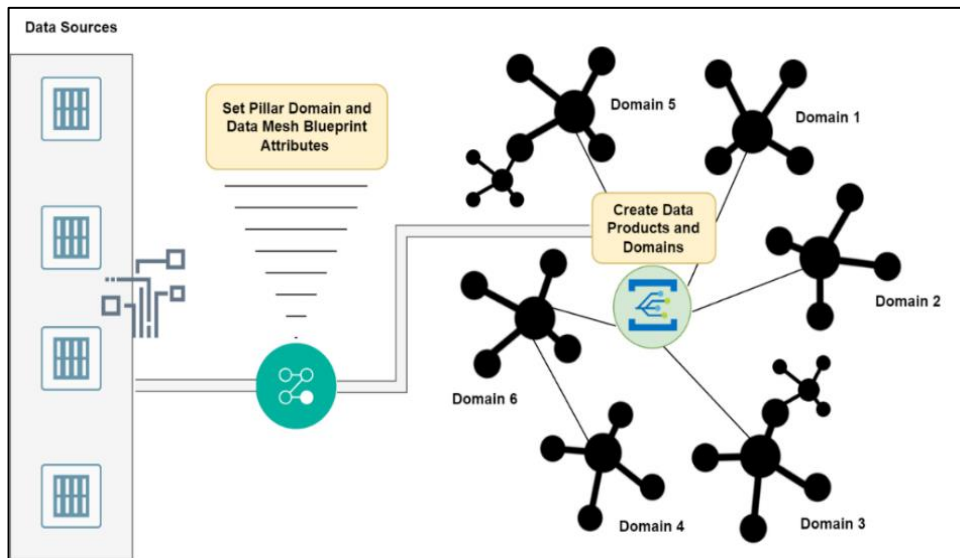 Data Sources
Set Pillar Domain and
Data Mesh Blueprint
Attributes
Domain 5
Domain 1
Create Data
Products and
Domains
Domain 2
Domain 6
Domain 4
Domain 3